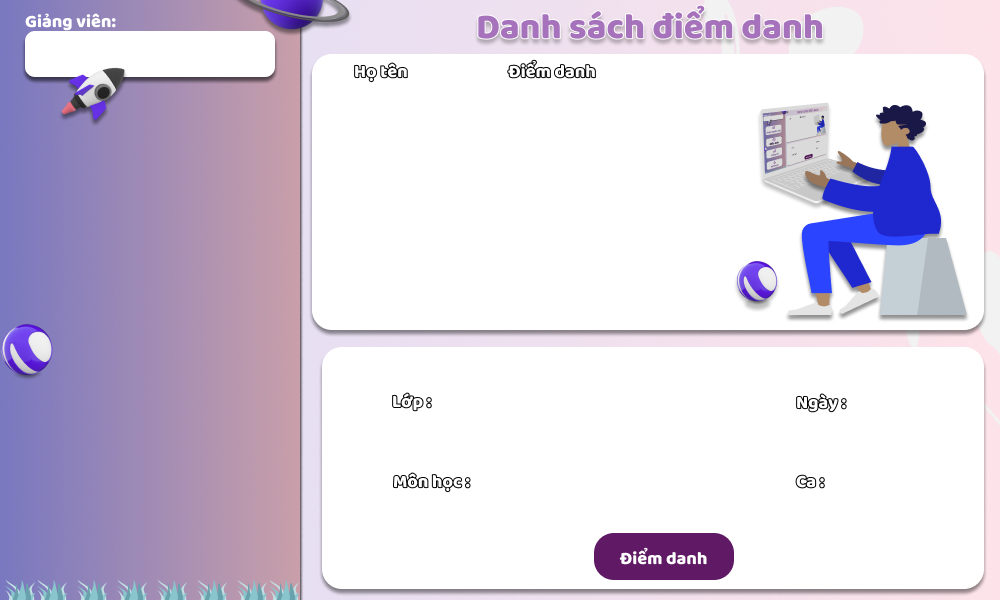 Giảng viên:
Danh sách điểm danh
Họ tên
Điểm danh
Lớp :
Ngày :
Môn học :
Ca :
Điểm danh